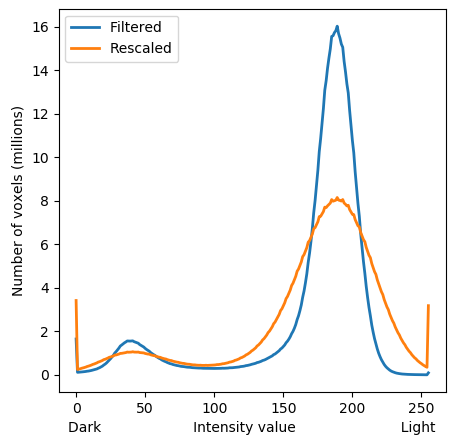 Filtered
Rescaled
Number of voxels (millions)
16
14
12
10
8
6
4
2
0
0 50 100 150 200 250
Dark Intensity value Light